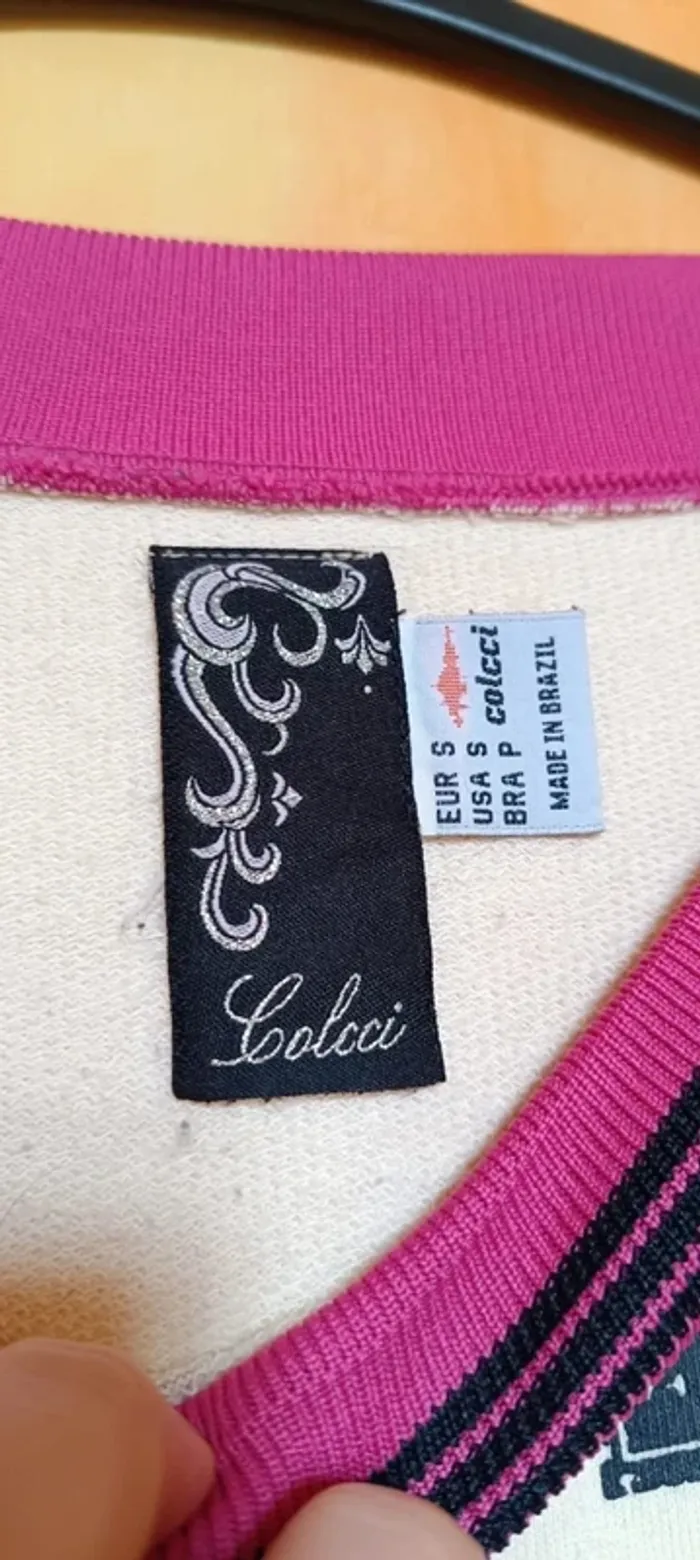 Colcci
colcci
EUR S
USA S
BRA P
MADE IN BRAZIL